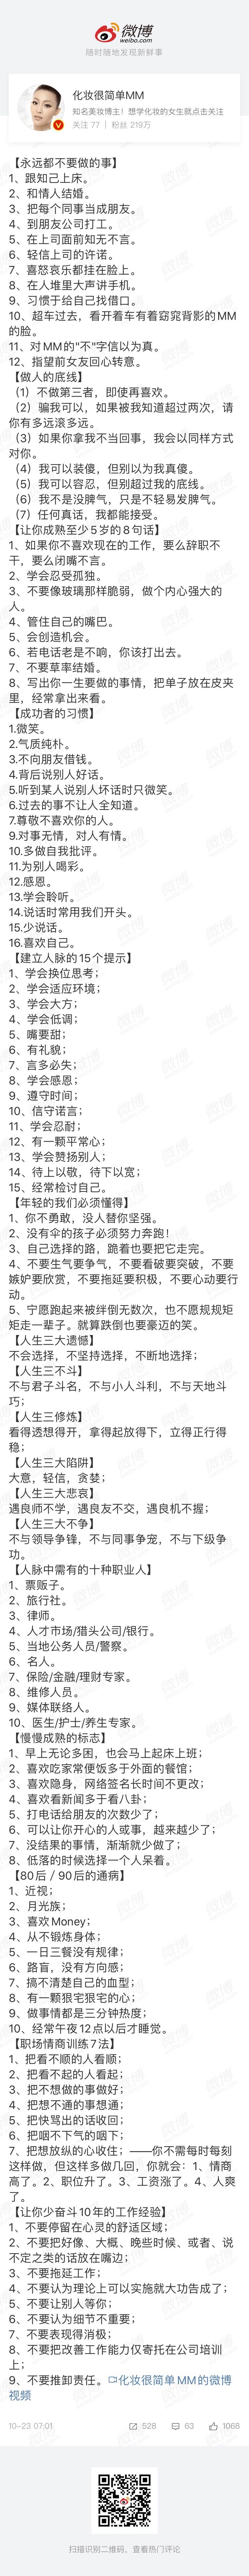 微博
weibo.com
随时随地发现新鲜事
化妆很简单MM
知名美妆博主！想学化妆的女生就点击关注
关注 77 | 粉丝 219万
【永远都不要做的事】
1、跟知己上床。
2、和情人结婚。
3、把每个同事当成朋友。
4、到朋友公司打工。
5、在上司面前知无不言。
6、轻信上司的许诺。
7、喜怒哀乐都挂在脸上。
8、在人堆里大声讲手机。
9、习惯于给自己找借口。
10、超车过去，看开着车有着窈窕背影的MM
的脸。
11、对MM的"不"字信以为真。
12、指望前女友回心转意。
【做人的底线】
（1）不做第三者，即使再喜欢。
（2）骗我可以，如果被我知道超过两次，请
你有多远滚多远。
（3）如果你拿我不当回事，我会以同样方式
对你。
（4）我可以装傻，但别以为我真傻。
（5）我可以容忍，但别超过我的底线。
（6）我不是没脾气，只是不轻易发脾气。
（7）任何真话，我都能接受。
【让你成熟至少5岁的8句话】
1、如果你不喜欢现在的工作，要么辞职不
干，要么闭嘴不言。
2、学会忍受孤独。
3、不要像玻璃那样脆弱，做个内心强大的
人。
4、管住自己的嘴巴。
5、会创造机会。
6、若电话老是不响，你该打出去。
7、不要草率结婚。
8、写出你一生要做的事情，把单子放在皮夹
里，经常拿出来看。
【成功者的习惯】
1.微笑。
2.气质纯朴。
3.不向朋友借钱。
4.背后说别人好话。
5.听到某人说别人坏话时只微笑。
6.过去的事不让人全知道。
7.尊敬不喜欢你的人。
9.对事无情，对人有情。
10.多做自我批评。
11.为别人喝彩。
12.感恩。
13.学会聆听。
14.说话时常用我们开头。
15.少说话。
16.喜欢自己。
【建立人脉的15个提示】
1、学会换位思考；
2、学会适应环境；
3、学会大方；
4、学会低调；
5、嘴要甜；
6、有礼貌；
7、言多必失；
8、学会感恩；
9、遵守时间；
10、信守诺言；
11、学会忍耐；
12、有一颗平常心；
13、学会赞扬别人；
14、待上以敬，待下以宽；
15、经常检讨自己。
【年轻的我们必须懂得】
1、你不勇敢，没人替你坚强。
2、没有伞的孩子必须努力奔跑！
3、自己选择的路，跪着也要把它走完。
4、不要生气要争气，不要看破要突破，不要
嫉妒要欣赏，不要拖延要积极，不要心动要行
动。
5、宁愿跑起来被绊倒无数次，也不愿规规矩
矩走一辈子。就算跌倒也要豪迈的笑。
【人生三大遗憾】
不会选择，不坚持选择，不断地选择；
【人生三不斗】
不与君子斗名，不与小人斗利，不与天地斗
巧；
【人生三修炼】
看得透想得开，拿得起放得下，立得正行得
稳；
【人生三大陷阱】
大意，轻信，贪婪；
【人生三大悲哀】
遇良师不学，遇良友不交，遇良机不握；
【人生三大不争】
不与领导争锋，不与同事争宠，不与下级争
功。
【人脉中需有的十种职业人】
1、票贩子。
2、旅行社。
3、律师。
4、人才市场/猎头公司/银行。
5、当地公务人员/警察。
6、名人。
7、保险/金融/理财专家。
8、维修人员。
9、媒体联络人。
10、医生/护士/养生专家。
【慢慢成熟的标志】
1、早上无论多困，也会马上起床上班；
2、喜欢吃家常便饭多于外面的餐馆；
3、喜欢隐身，网络签名长时间不更改；
4、喜欢看新闻多于看八卦；
5、打电话给朋友的次数少了；
6、可以让你开心的人或事，越来越少了；
7、没结果的事情，渐渐就少做了；
8、低落的时候选择一个人呆着。
【80后／90后的通病】
1、近视；
2、月光族；
3、喜欢Money；
4、从不锻炼身体；
5、一日三餐没有规律；
6、路盲，没有方向感；
7、搞不清楚自己的血型；
8、有一颗狠宅狠宅的心；
9、做事情都是三分钟热度；
10、经常午夜12点以后才睡觉。
【职场情商训练7法】
1、把看不顺的人看顺；
2、把看不起的人看起；
3、把不想做的事做好；
4、把想不通的事想通；
5、把快骂出的话收回；
6、把咽不下气的咽下；
7、把想放纵的心收住；——你不需每时每刻
这样做，但这样多做几回，你就会：1、情商
高了。2、职位升了。3、工资涨了。4、人爽
了。
【让你少奋斗10年的工作经验】
1、不要停留在心灵的舒适区域；
2、不要把好像、大概、晚些时候、或者、说
不定之类的话放在嘴边；
3、不要拖延工作；
4、不要认为理论上可以实施就大功告成了；
5、不要让别人等你；
6、不要认为细节不重要；
7、不要表现得消极；
8、不要把改善工作能力仅寄托在公司培训
上；
9、不要推卸责任。化妆很简单MM的微博
视频
10-23 07:01 528 63 1068
扫描识别二维码，查看热门评论